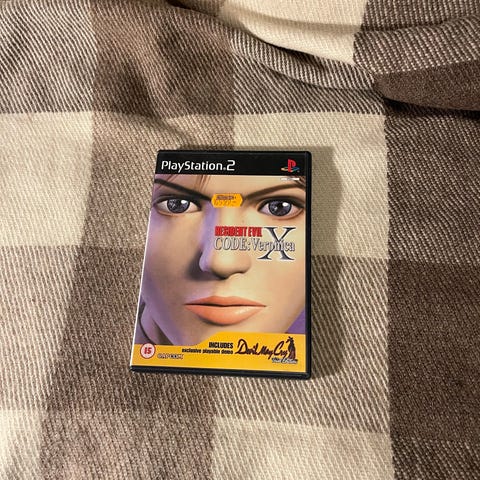 PlayStation.2
RESIDENT EVIL
CODE: Veronica
X
15
CAPCOM
INCLUDES
exclusive playable demo
Devil May Cry